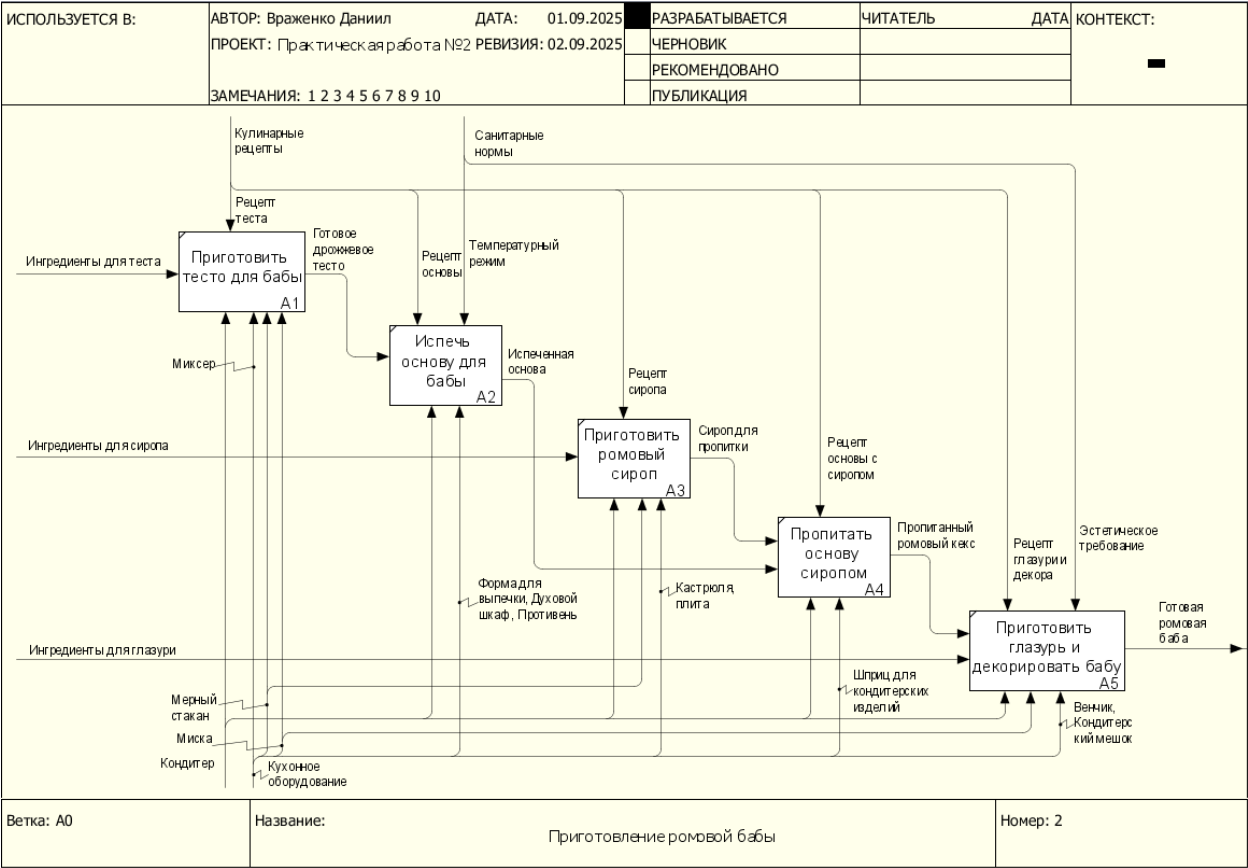 ИСПОЛЬЗУЕТСЯ В:
АВТОР: Враженко Даниил ДАТА: 01.09.2025
ПРОЕКТ: Практическая работа №2 РЕВИЗИЯ: 02.09.2025
ЗАМЕЧАНИЯ: 1 2 3 4 5 6 7 8 9 10
РАЗРАБАТЫВАЕТСЯ
ЧЕРНОВИК
РЕКОМЕНДОВАНО
ПУБЛИКАЦИЯ
ЧИТАТЕЛЬ ДАТА
КОНТЕКСТ:
Кулинарные
рецепты
Санитарные
нормы
Рецепт
теста
Ингредиенты для теста
Приготовить
тесто для бабы
A1
Готовое
дрожжевое
тесто
Рецепт
основы
Температурный
режим
Миксер
Испечь
основу для
бабы
A2
Испеченная
основа
Рецепт
сиропа
Ингредиенты для сиропа
Приготовить
ромовый
сироп
A3
Сироп для
пропитки
Рецепт
основы с
сиропом
Пропитать
основу
сиропом
A4
Пропитанный
ромовый кекс
Рецепт
глазури и
декора
Эстетическое
требование
Форма для
выпечки, Духовой
шкаф, Противень
Кастрюля,
плита
Ингредиенты для глазури
Приготовить
глазурь и
декорировать бабу
A5
Готовая
ромовая
баба
Шприц для
кондитерских
изделий
Венчик,
Кондитерс
кий мешок
Мерный
стакан
Миска
Кондитер
Кухонное
оборудование
Ветка: A0
Название:
Приготовление ромовой бабы
Номер: 2